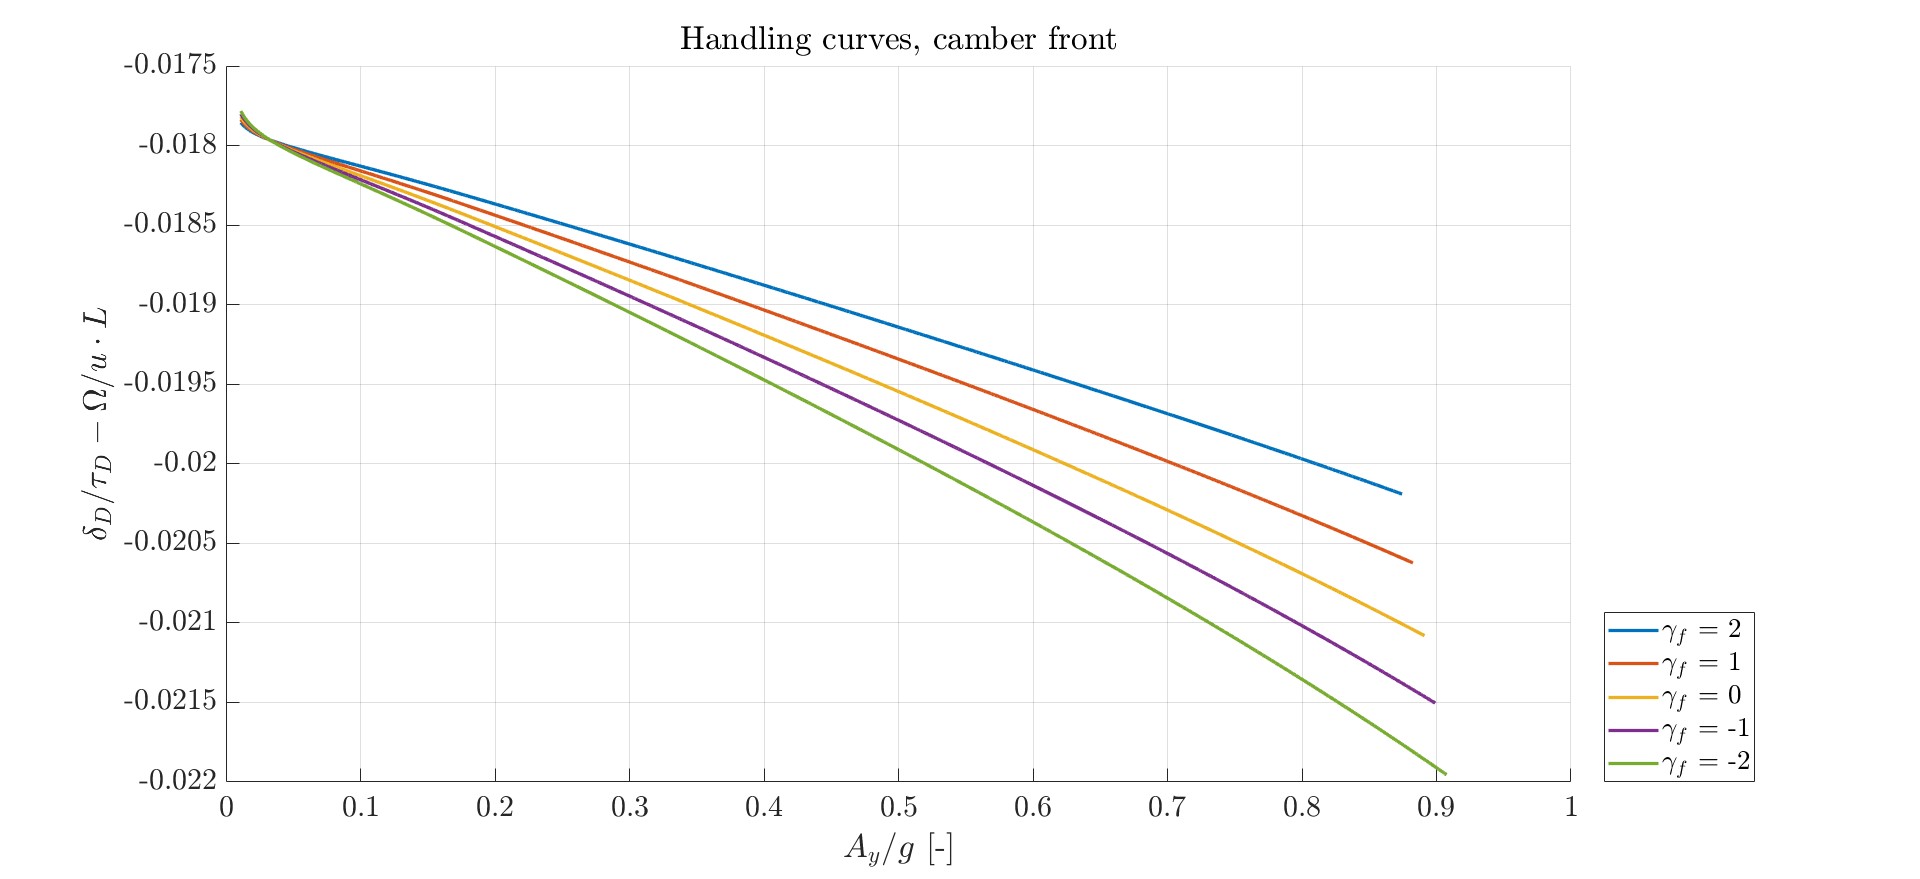 Handling curves, camber front
-0.0175
-0.018
-0.0185
-0.019
-0.0195
-0.02
-0.0205
-0.021
-0.0215
-0.022
δ_D/τ_D − Ω/u · L
0 0.1 0.2 0.3 0.4 0.5 0.6 0.7 0.8 0.9 1
A_y/g [-]
γ_f = 2
γ_f = 1
γ_f = 0
γ_f = -1
γ_f = -2